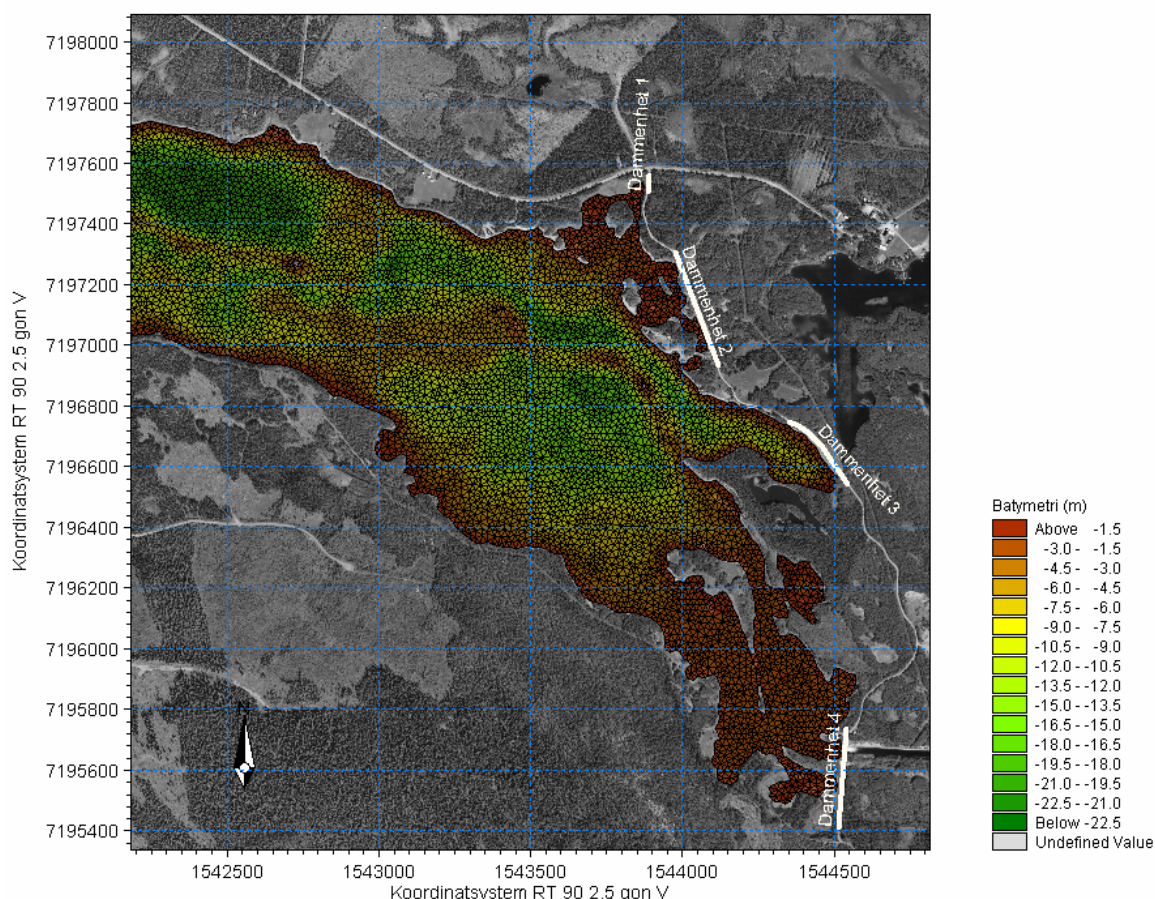 7198000
7197800
7197600
7197400
7197200
7197000
7196800
7196600
7196400
7196200
7196000
7195800
7195600
7195400
Koordinatsystem RT 90 2.5 gon V
1542500
1543000
1543500
1544000
1544500
Koordinatsystem RT 90 2.5 gon V
Dammenhet 1
Dammenhet 2
Dammenhet 3
Dammenhet 4
N
Batymetri (m)
Above -1.5
-3.0 - -1.5
-4.5 - -3.0
-6.0 - -4.5
-7.5 - -6.0
-9.0 - -7.5
-10.5 - -9.0
-12.0 - -10.5
-13.5 - -12.0
-15.0 - -13.5
-16.5 - -15.0
-18.0 - -16.5
-19.5 - -18.0
-21.0 - -19.5
-22.5 - -21.0
Below -22.5
Undefined Value